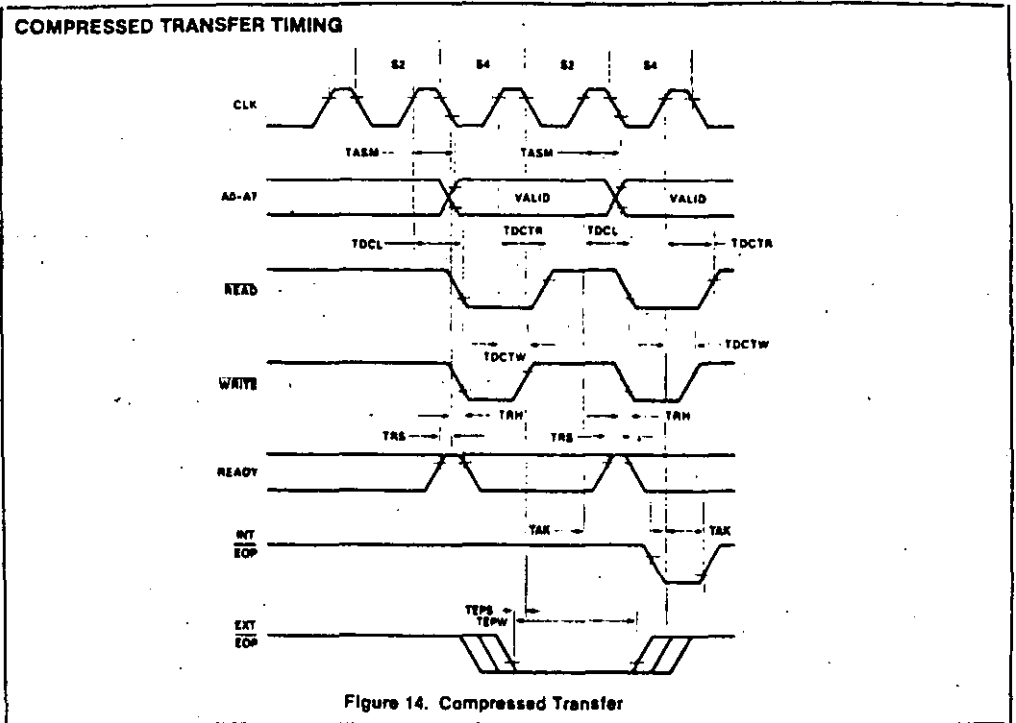 COMPRESSED TRANSFER TIMING
S2 S4 S2 S4
CLK
TASM TASM
A0-A7 VALID VALID
TDCL TDCTR TDCL TDCTR
READ
TDCTW TDCTW
WRITE
TRH TRH
TRS TRS
READY
TAK TAK
INT
EOP
TEPS
TEPW
EXT
EOP
Figure 14. Compressed Transfer